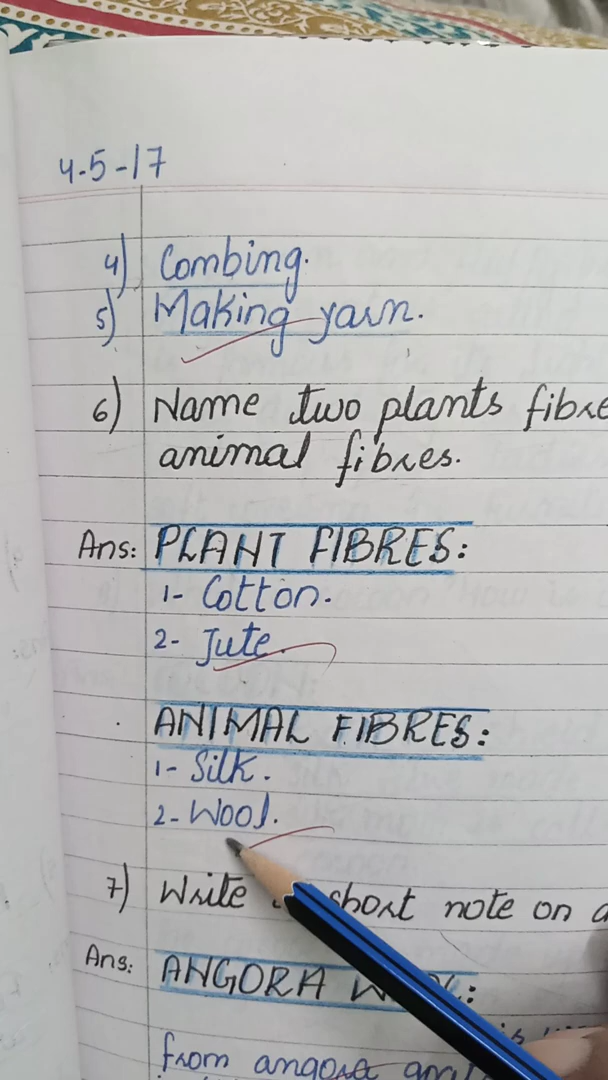 4-5-17
4) Combing.
5) Making yarn.
6) Name two plants fibre
animal fibres.
Ans: PLANT FIBRES:
1- Cotton.
2- Jute.
ANIMAL FIBRES:
1- Silk.
2- Wool.
7) Write short note on
Ans: ANGORA
from angora